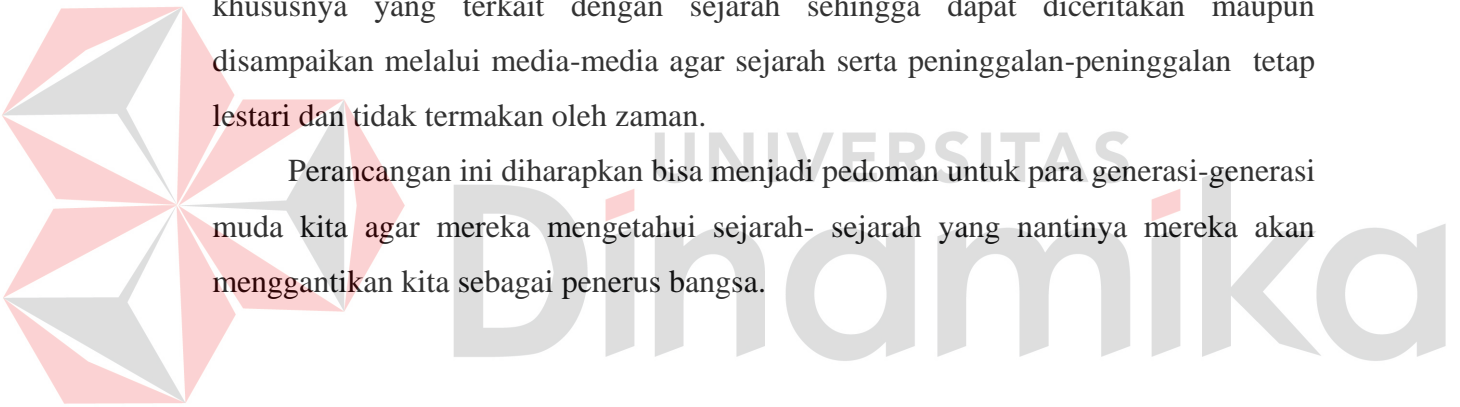 khususnya yang terkait dengan sejarah sehingga dapat diceritakan maupun
disampaikan melalui media-media agar sejarah serta peninggalan-peninggalan tetap
lestari dan tidak termakan oleh zaman.
UNIVERSITAS
Perancangan ini diharapkan bisa menjadi pedoman untuk para generasi-generasi
muda kita agar mereka mengetahui sejarah- sejarah yang nantinya mereka akan
Dinamika
menggantikan kita sebagai penerus bangsa.